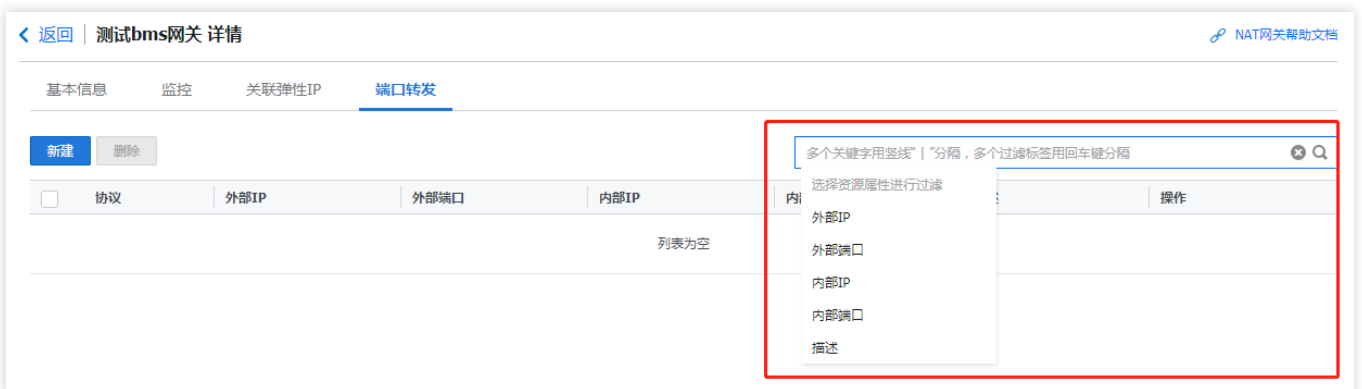 返回 测试bms网关 详情 NAT网关帮助文档
基本信息 监控 关联弹性IP 端口转发
新建 删除 多个关键字用竖线"|"分隔，多个过滤标签用回车键分隔
选择资源属性进行过滤
协议 外部IP 外部端口 内部IP 内 操作
外部IP
列表为空
外部端口
内部IP
内部端口
描述